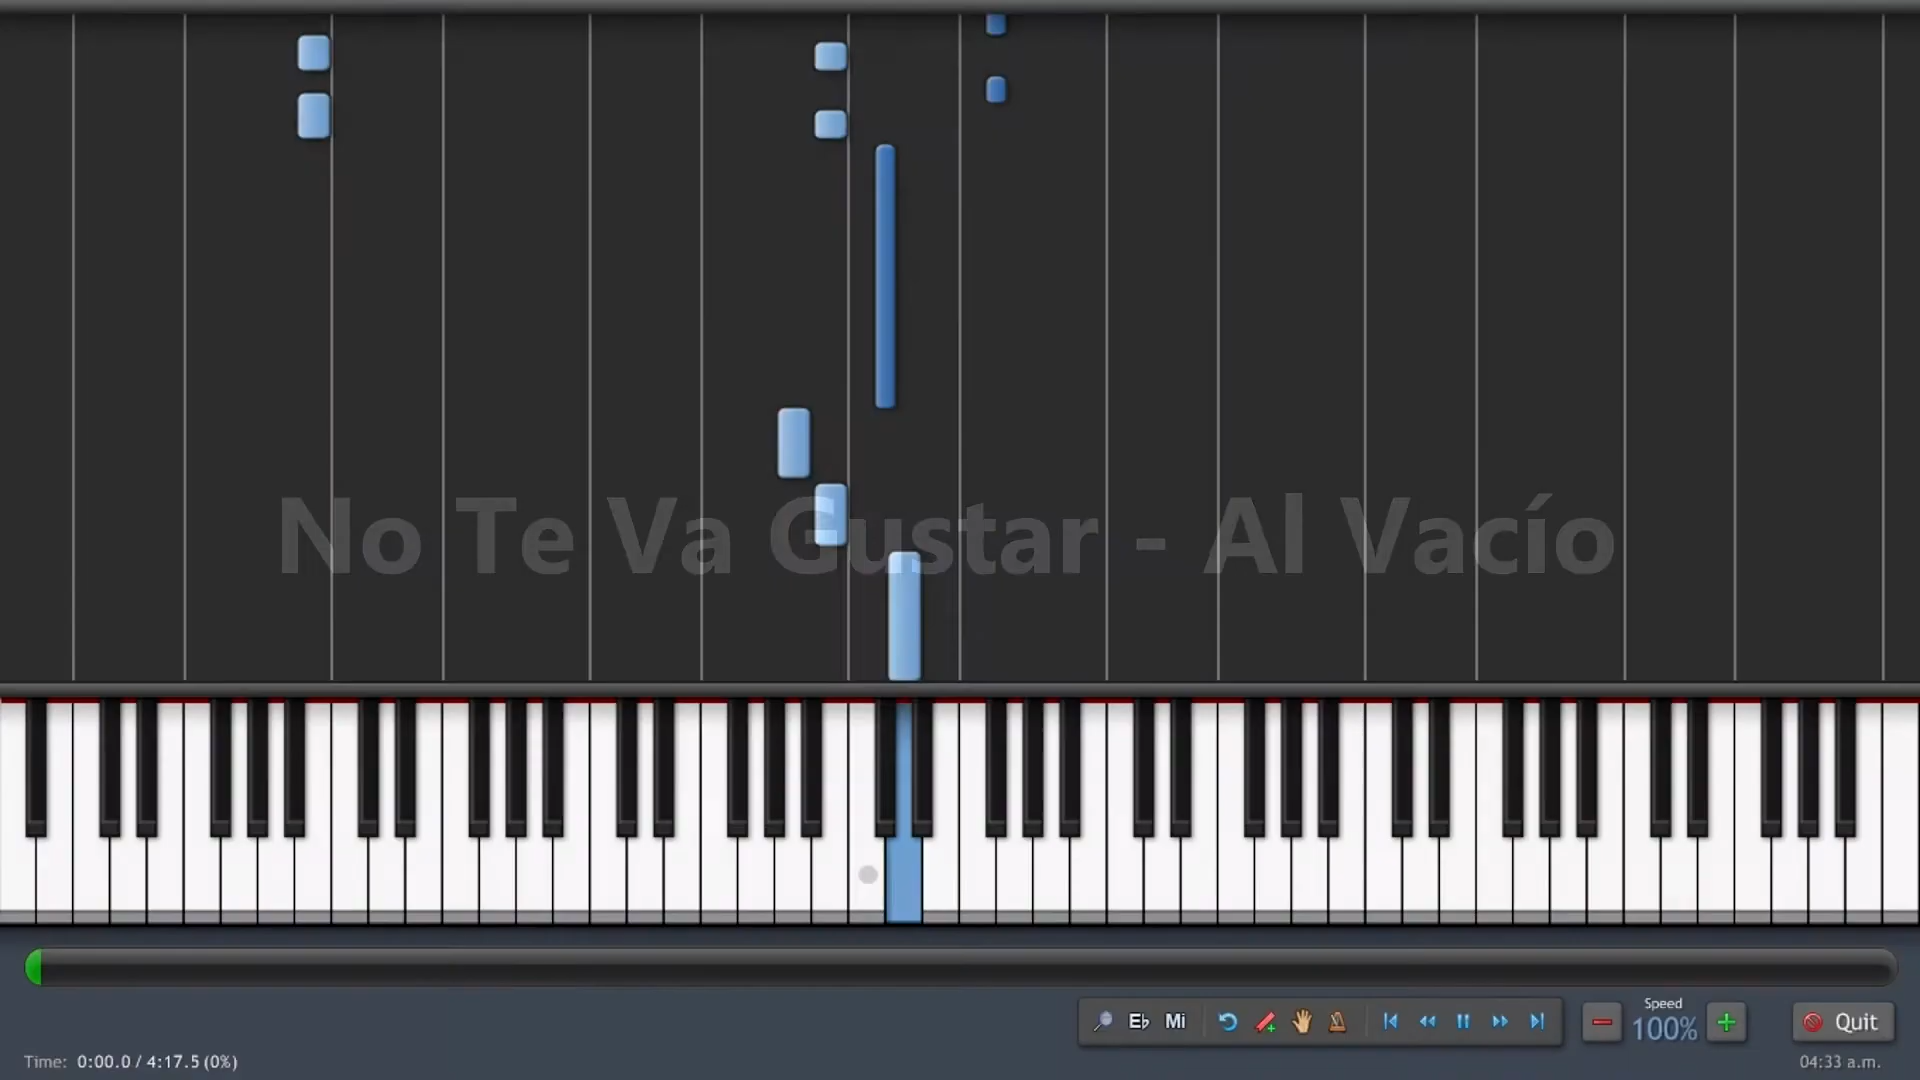 No Te Va Gustar - Al Vacío
E♭ Mi
Speed
100%
Quit
Time: 0:00.0 / 4:17.5 (0%)
04:33 a.m.